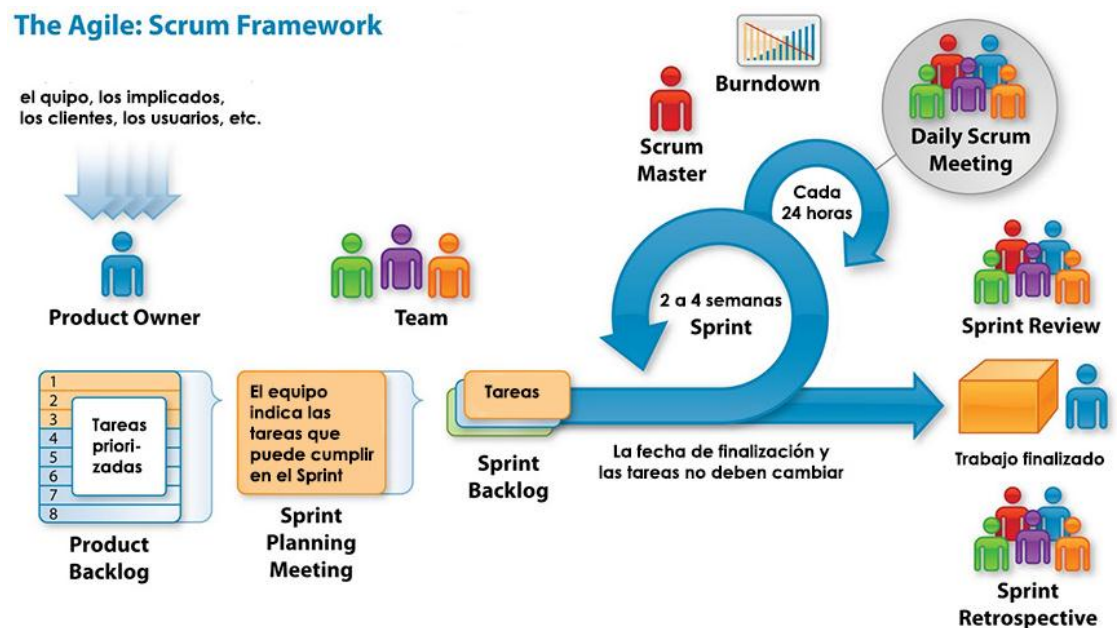 The Agile: Scrum Framework
el quipo, los implicados,
los clientes, los usuarios, etc.
Product Owner
Team
Scrum
Master
Burndown
Daily Scrum
Meeting
Cada
24 horas
2 a 4 semanas
Sprint
Sprint Review
1
2
3
4
5
6
7
8
Tareas
priori-
zadas
Product
Backlog
El equipo
indica las
tareas que
puede cumplir
en el Sprint
Sprint
Planning
Meeting
Tareas
Sprint
Backlog
La fecha de finalización y
las tareas no deben cambiar
Trabajo finalizado
Sprint
Retrospective